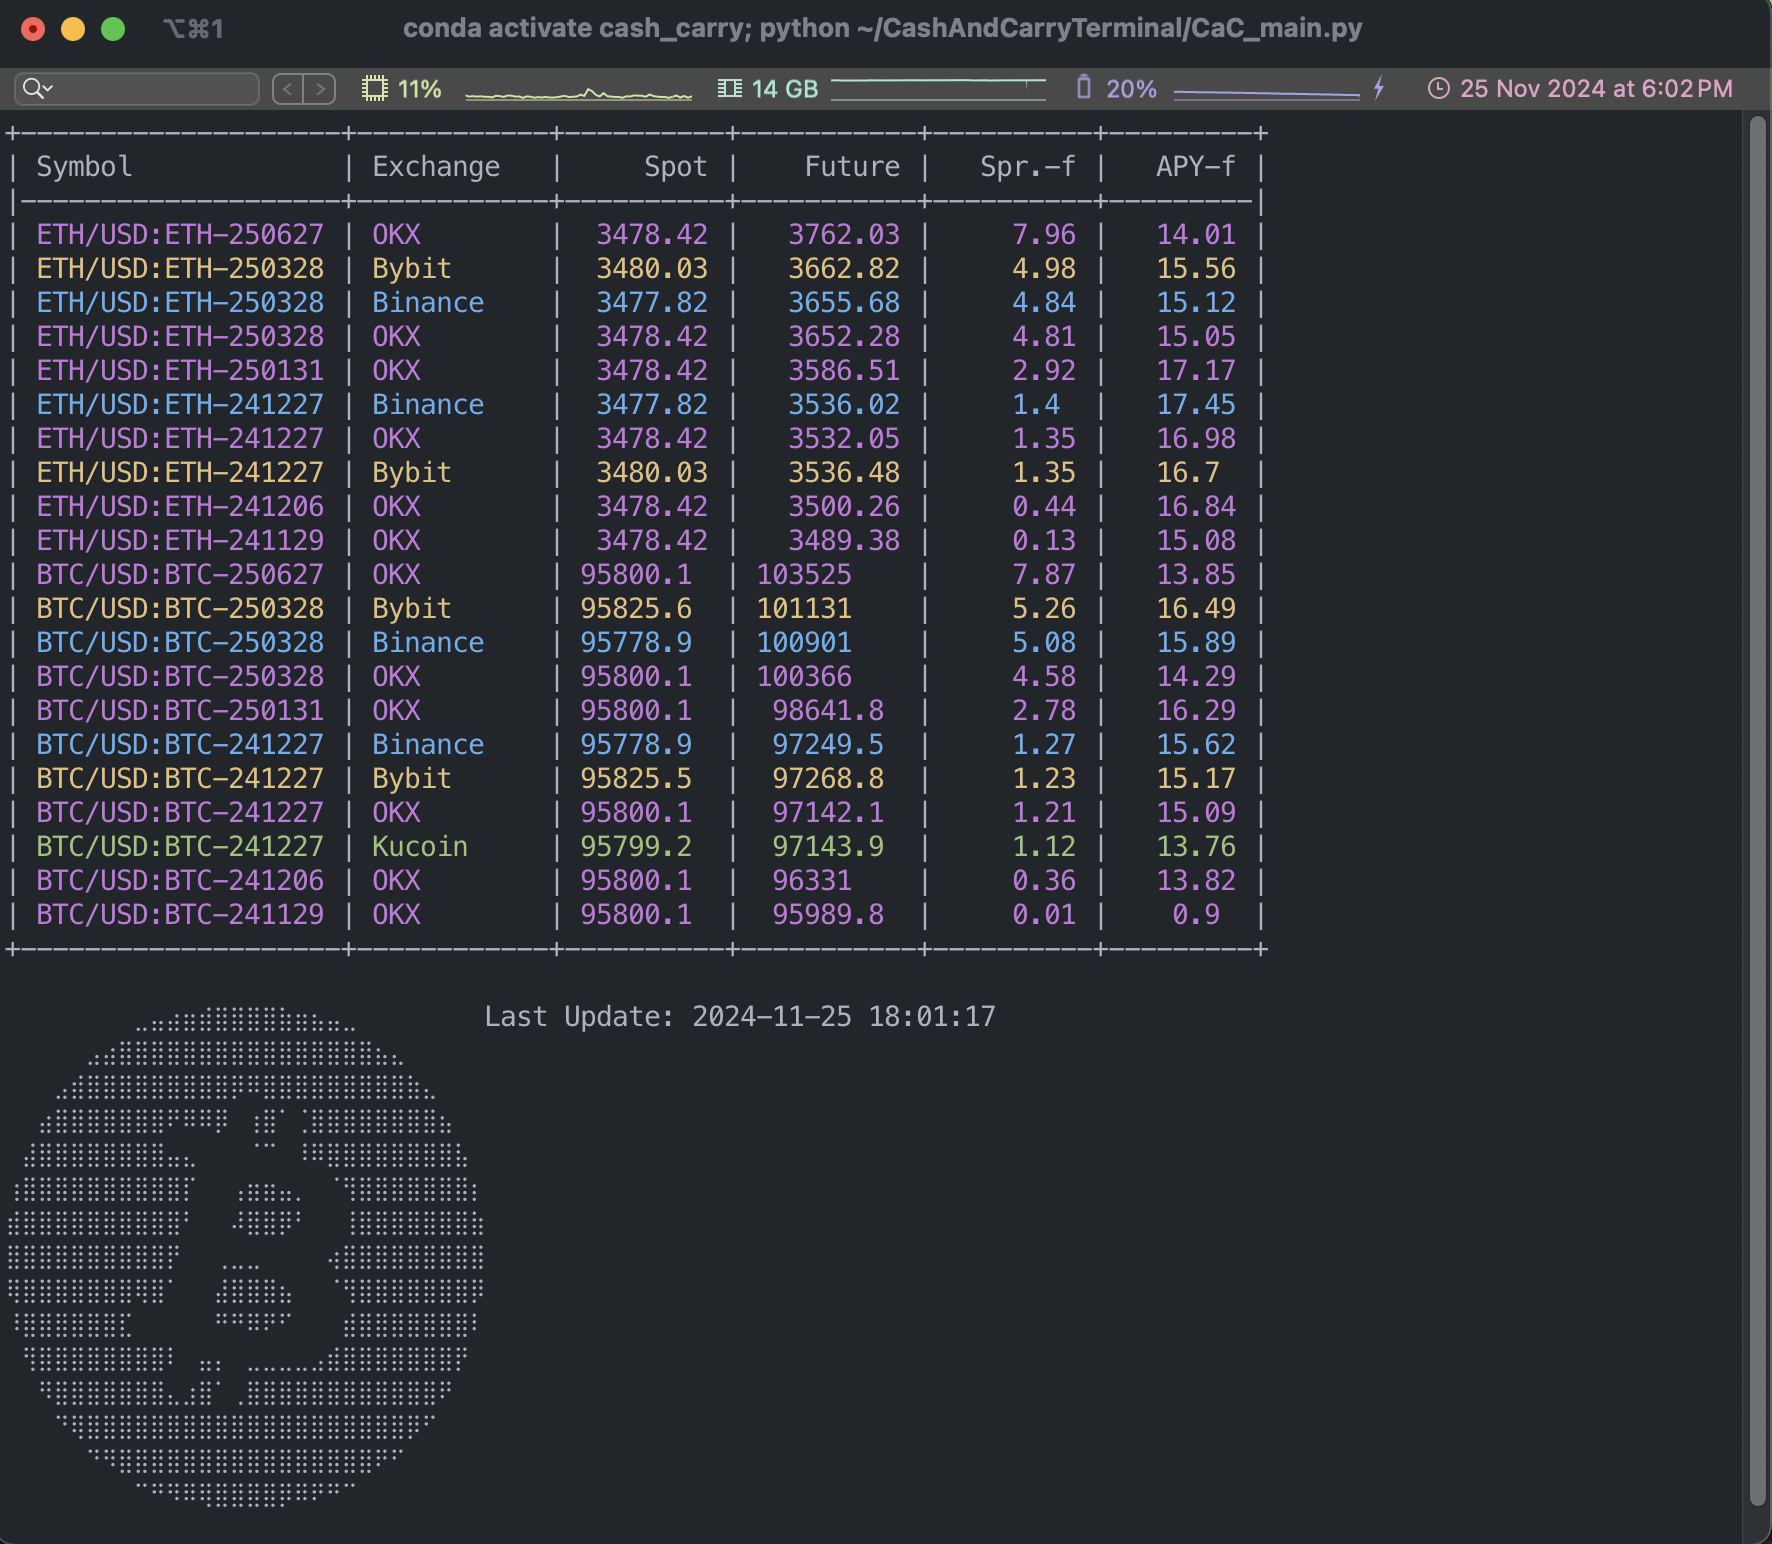 ⌥⌘1 conda activate cash_carry; python ~/CashAndCarryTerminal/CaC_main.py
11% 14 GB 20% 25 Nov 2024 at 6:02 PM
| Symbol | Exchange | Spot | Future | Spr.-f | APY-f |
| ETH/USD:ETH-250627 | OKX | 3478.42 | 3762.03 | 7.96 | 14.01 |
| ETH/USD:ETH-250328 | Bybit | 3480.03 | 3662.82 | 4.98 | 15.56 |
| ETH/USD:ETH-250328 | Binance | 3477.82 | 3655.68 | 4.84 | 15.12 |
| ETH/USD:ETH-250328 | OKX | 3478.42 | 3652.28 | 4.81 | 15.05 |
| ETH/USD:ETH-250131 | OKX | 3478.42 | 3586.51 | 2.92 | 17.17 |
| ETH/USD:ETH-241227 | Binance | 3477.82 | 3536.02 | 1.4 | 17.45 |
| ETH/USD:ETH-241227 | OKX | 3478.42 | 3532.05 | 1.35 | 16.98 |
| ETH/USD:ETH-241227 | Bybit | 3480.03 | 3536.48 | 1.35 | 16.7 |
| ETH/USD:ETH-241206 | OKX | 3478.42 | 3500.26 | 0.44 | 16.84 |
| ETH/USD:ETH-241129 | OKX | 3478.42 | 3489.38 | 0.13 | 15.08 |
| BTC/USD:BTC-250627 | OKX | 95800.1 | 103525 | 7.87 | 13.85 |
| BTC/USD:BTC-250328 | Bybit | 95825.6 | 101131 | 5.26 | 16.49 |
| BTC/USD:BTC-250328 | Binance | 95778.9 | 100901 | 5.08 | 15.89 |
| BTC/USD:BTC-250328 | OKX | 95800.1 | 100366 | 4.58 | 14.29 |
| BTC/USD:BTC-250131 | OKX | 95800.1 | 98641.8 | 2.78 | 16.29 |
| BTC/USD:BTC-241227 | Binance | 95778.9 | 97249.5 | 1.27 | 15.62 |
| BTC/USD:BTC-241227 | Bybit | 95825.5 | 97268.8 | 1.23 | 15.17 |
| BTC/USD:BTC-241227 | OKX | 95800.1 | 97142.1 | 1.21 | 15.09 |
| BTC/USD:BTC-241227 | Kucoin | 95799.2 | 97143.9 | 1.12 | 13.76 |
| BTC/USD:BTC-241206 | OKX | 95800.1 | 96331 | 0.36 | 13.82 |
| BTC/USD:BTC-241129 | OKX | 95800.1 | 95989.8 | 0.01 | 0.9 |
Last Update: 2024-11-25 18:01:17